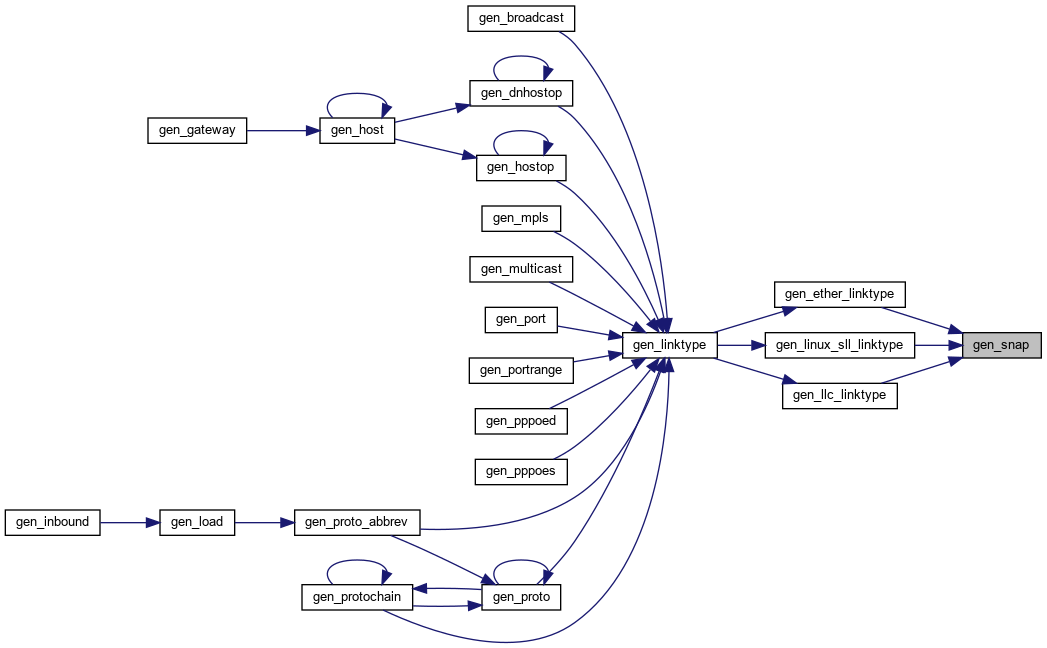 gen_broadcast
gen_dnhostop
gen_gateway
gen_host
gen_hostop
gen_mpls
gen_multicast
gen_ether_linktype
gen_port
gen_linktype
gen_linux_sll_linktype
gen_snap
gen_portrange
gen_llc_linktype
gen_pppoed
gen_pppoes
gen_inbound
gen_load
gen_proto_abbrev
gen_protochain
gen_proto